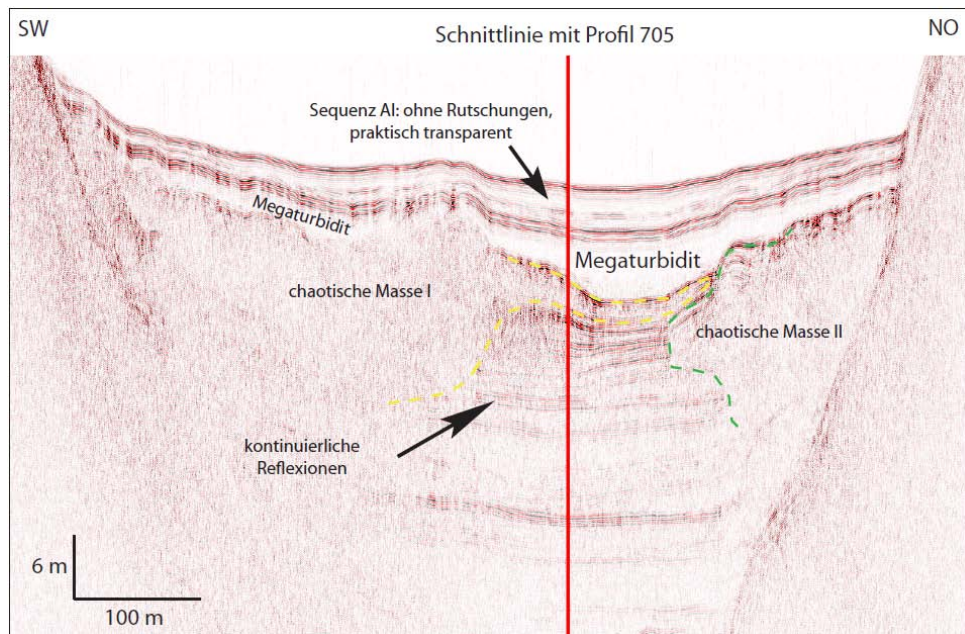 SW
Schnittlinie mit Profil 705
NO
Sequenz AI: ohne Rutschungen,
praktisch transparent
Megaturbidit
Megaturbidit
chaotische Masse I
chaotische Masse II
kontinuierliche
Reflexionen
6 m
100 m